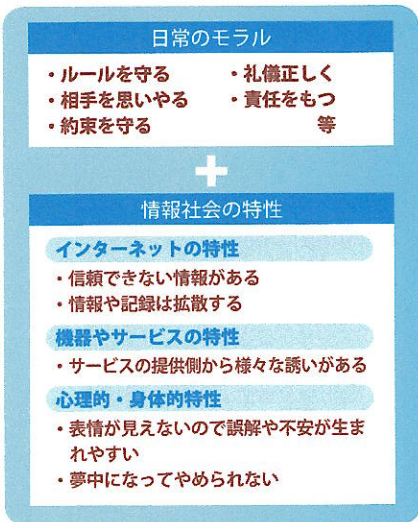 日常のモラル
・ルールを守る ・礼儀正しく
・相手を思いやる ・責任をもつ
・約束を守る 等
+
情報社会の特性
インターネットの特性
・信頼できない情報がある
・情報や記録は拡散する
機器やサービスの特性
・サービスの提供側から様々な誘いがある
心理的・身体的特性
・表情が見えないので誤解や不安が生ま
れやすい
・夢中になってやめられない